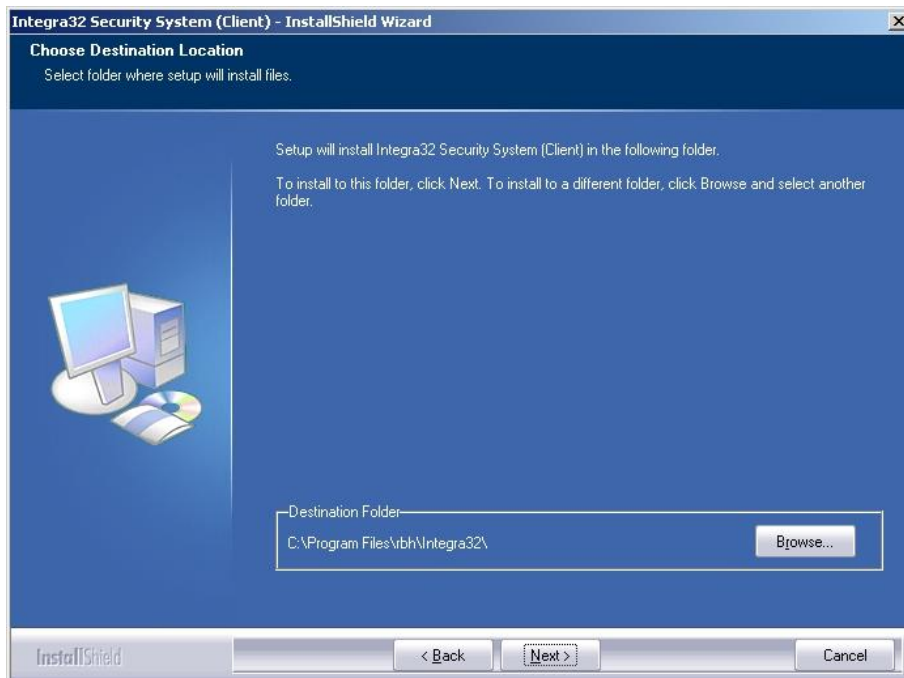 Integra32 Security System (Client) - InstallShield Wizard
Choose Destination Location
Select folder where setup will install files.
Setup will install Integra32 Security System (Client) in the following folder.
To install to this folder, click Next. To install to a different folder, click Browse and select another
folder.
Destination Folder
C:\Program Files\rbh\Integra32\
Browse...
InstallShield
< Back
Next >
Cancel